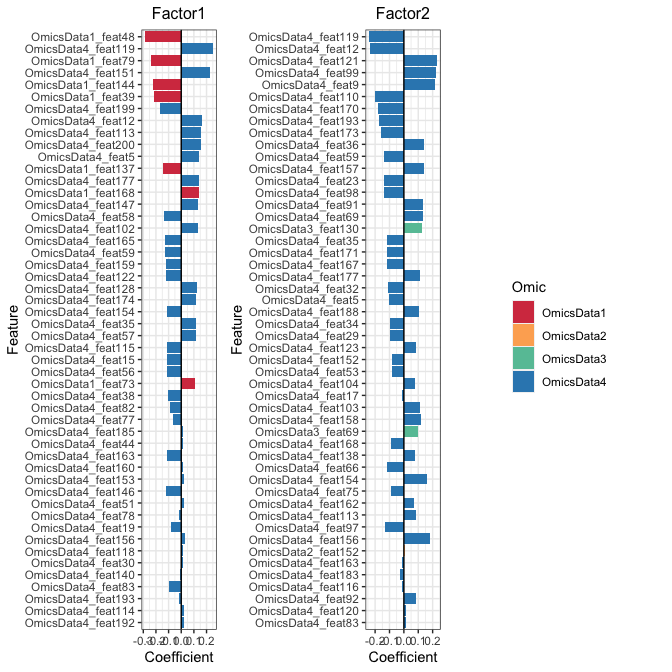 Factor1
OmicsData1_feat48
OmicsData4_feat119
OmicsData1_feat79
OmicsData4_feat151
OmicsData1_feat144
OmicsData1_feat39
OmicsData4_feat199
OmicsData4_feat12
OmicsData4_feat113
OmicsData4_feat200
OmicsData4_feat5
OmicsData1_feat137
OmicsData4_feat177
OmicsData1_feat168
OmicsData4_feat147
OmicsData4_feat58
OmicsData4_feat102
OmicsData4_feat165
OmicsData4_feat59
OmicsData4_feat159
OmicsData4_feat122
OmicsData4_feat128
OmicsData4_feat174
OmicsData4_feat154
OmicsData4_feat35
OmicsData4_feat57
OmicsData4_feat115
OmicsData4_feat15
OmicsData4_feat56
OmicsData1_feat73
OmicsData4_feat38
OmicsData4_feat82
OmicsData4_feat77
OmicsData4_feat185
OmicsData4_feat44
OmicsData4_feat163
OmicsData4_feat160
OmicsData4_feat153
OmicsData4_feat146
OmicsData4_feat51
OmicsData4_feat78
OmicsData4_feat19
OmicsData4_feat156
OmicsData4_feat118
OmicsData4_feat30
OmicsData4_feat140
OmicsData4_feat83
OmicsData4_feat193
OmicsData4_feat114
OmicsData4_feat192
-0.3-0.2-0.1 0.0 0.1 0.2
Coefficient
Feature
Factor2
OmicsData4_feat119
OmicsData4_feat12
OmicsData4_feat121
OmicsData4_feat99
OmicsData4_feat9
OmicsData4_feat110
OmicsData4_feat170
OmicsData4_feat193
OmicsData4_feat173
OmicsData4_feat36
OmicsData4_feat59
OmicsData4_feat157
OmicsData4_feat23
OmicsData4_feat98
OmicsData4_feat91
OmicsData4_feat69
OmicsData3_feat130
OmicsData4_feat35
OmicsData4_feat171
OmicsData4_feat167
OmicsData4_feat177
OmicsData4_feat32
OmicsData4_feat5
OmicsData4_feat188
OmicsData4_feat34
OmicsData4_feat29
OmicsData4_feat123
OmicsData4_feat152
OmicsData4_feat53
OmicsData4_feat104
OmicsData4_feat17
OmicsData4_feat103
OmicsData4_feat158
OmicsData3_feat69
OmicsData4_feat168
OmicsData4_feat138
OmicsData4_feat66
OmicsData4_feat154
OmicsData4_feat75
OmicsData4_feat162
OmicsData4_feat113
OmicsData4_feat97
OmicsData4_feat156
OmicsData2_feat152
OmicsData4_feat163
OmicsData4_feat183
OmicsData4_feat116
OmicsData4_feat92
OmicsData4_feat120
OmicsData4_feat83
-0.2 -0.1 0.0 0.1 0.2
Coefficient
Feature
Omic
OmicsData1
OmicsData2
OmicsData3
OmicsData4